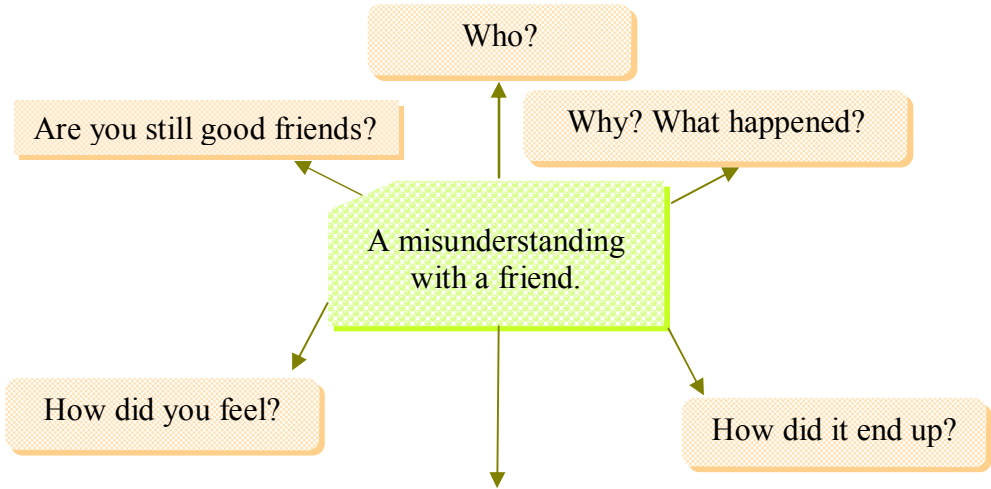 Who?
Are you still good friends?
Why? What happened?
A misunderstanding
with a friend.
How did you feel?
How did it end up?